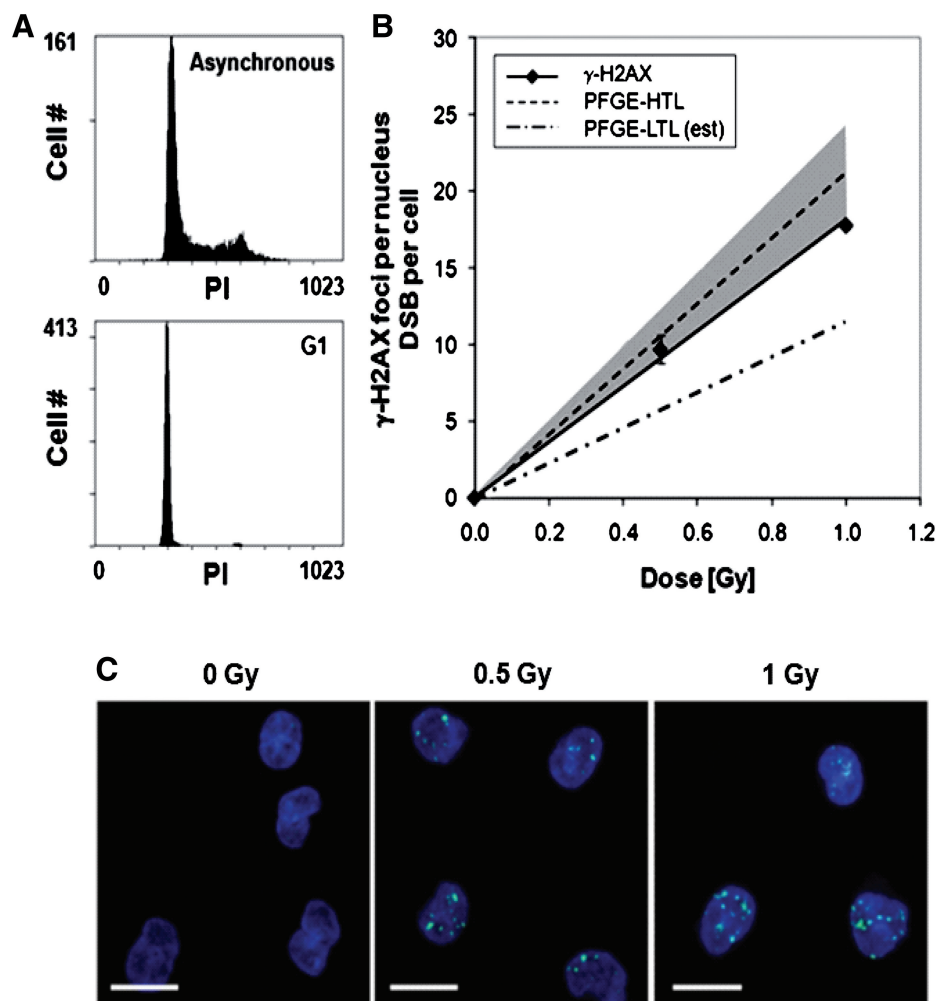 A
161
Asynchronous
Cell #
0
PI
1023
413
G1
Cell #
0
PI
1023
B
30
25
20
15
10
5
0
γ-H2AX foci per nucleus
DSB per cell
γ-H2AX
PFGE-HTL
PFGE-LTL (est)
0.0
0.2
0.4
0.6
0.8
1.0
1.2
Dose [Gy]
C
0 Gy
0.5 Gy
1 Gy